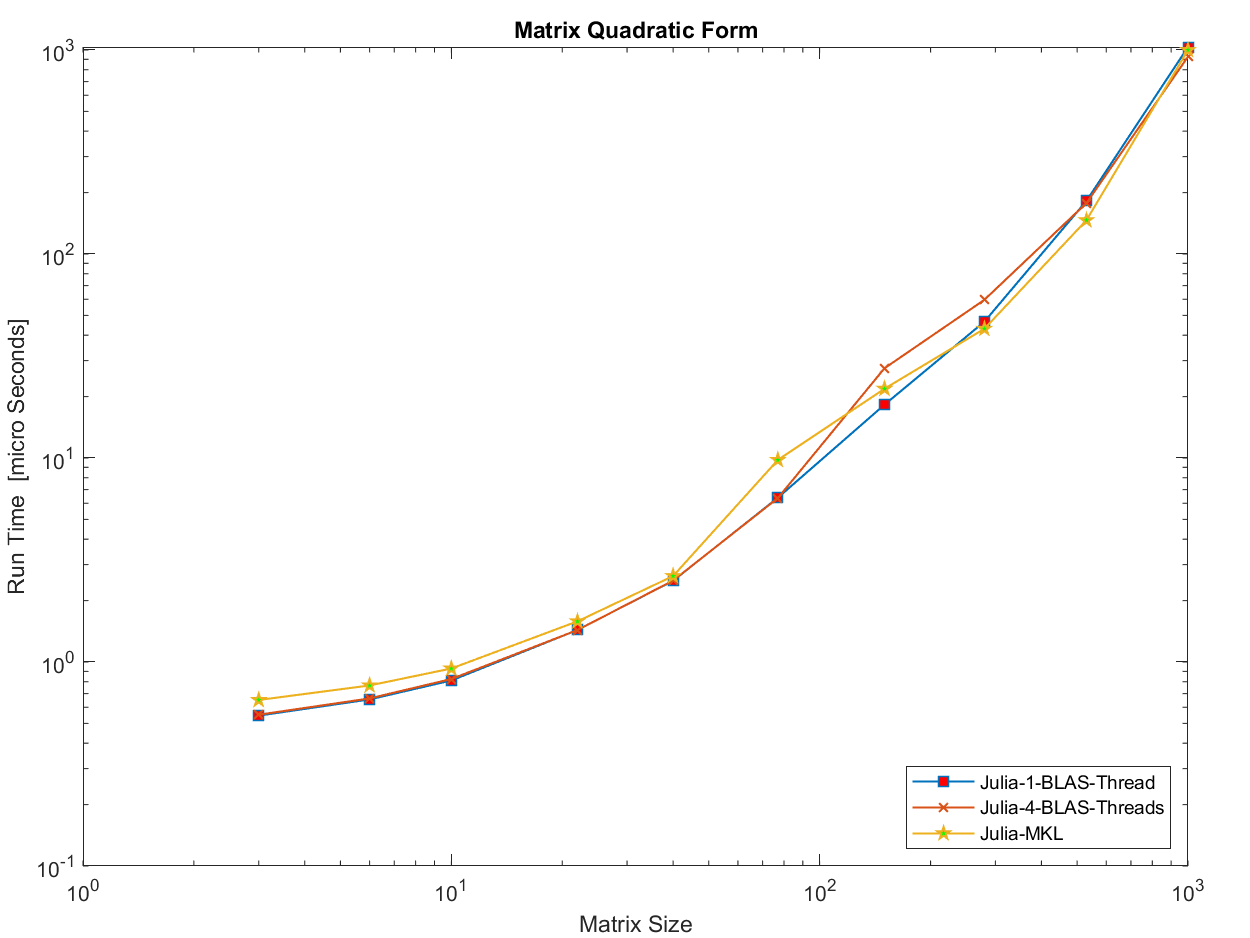 Matrix Quadratic Form
10^3
10^2
10^1
10^0
10^-1
Run Time [micro Seconds]
10^0
10^1
10^2
10^3
Matrix Size
Julia-1-BLAS-Thread
Julia-4-BLAS-Threads
Julia-MKL